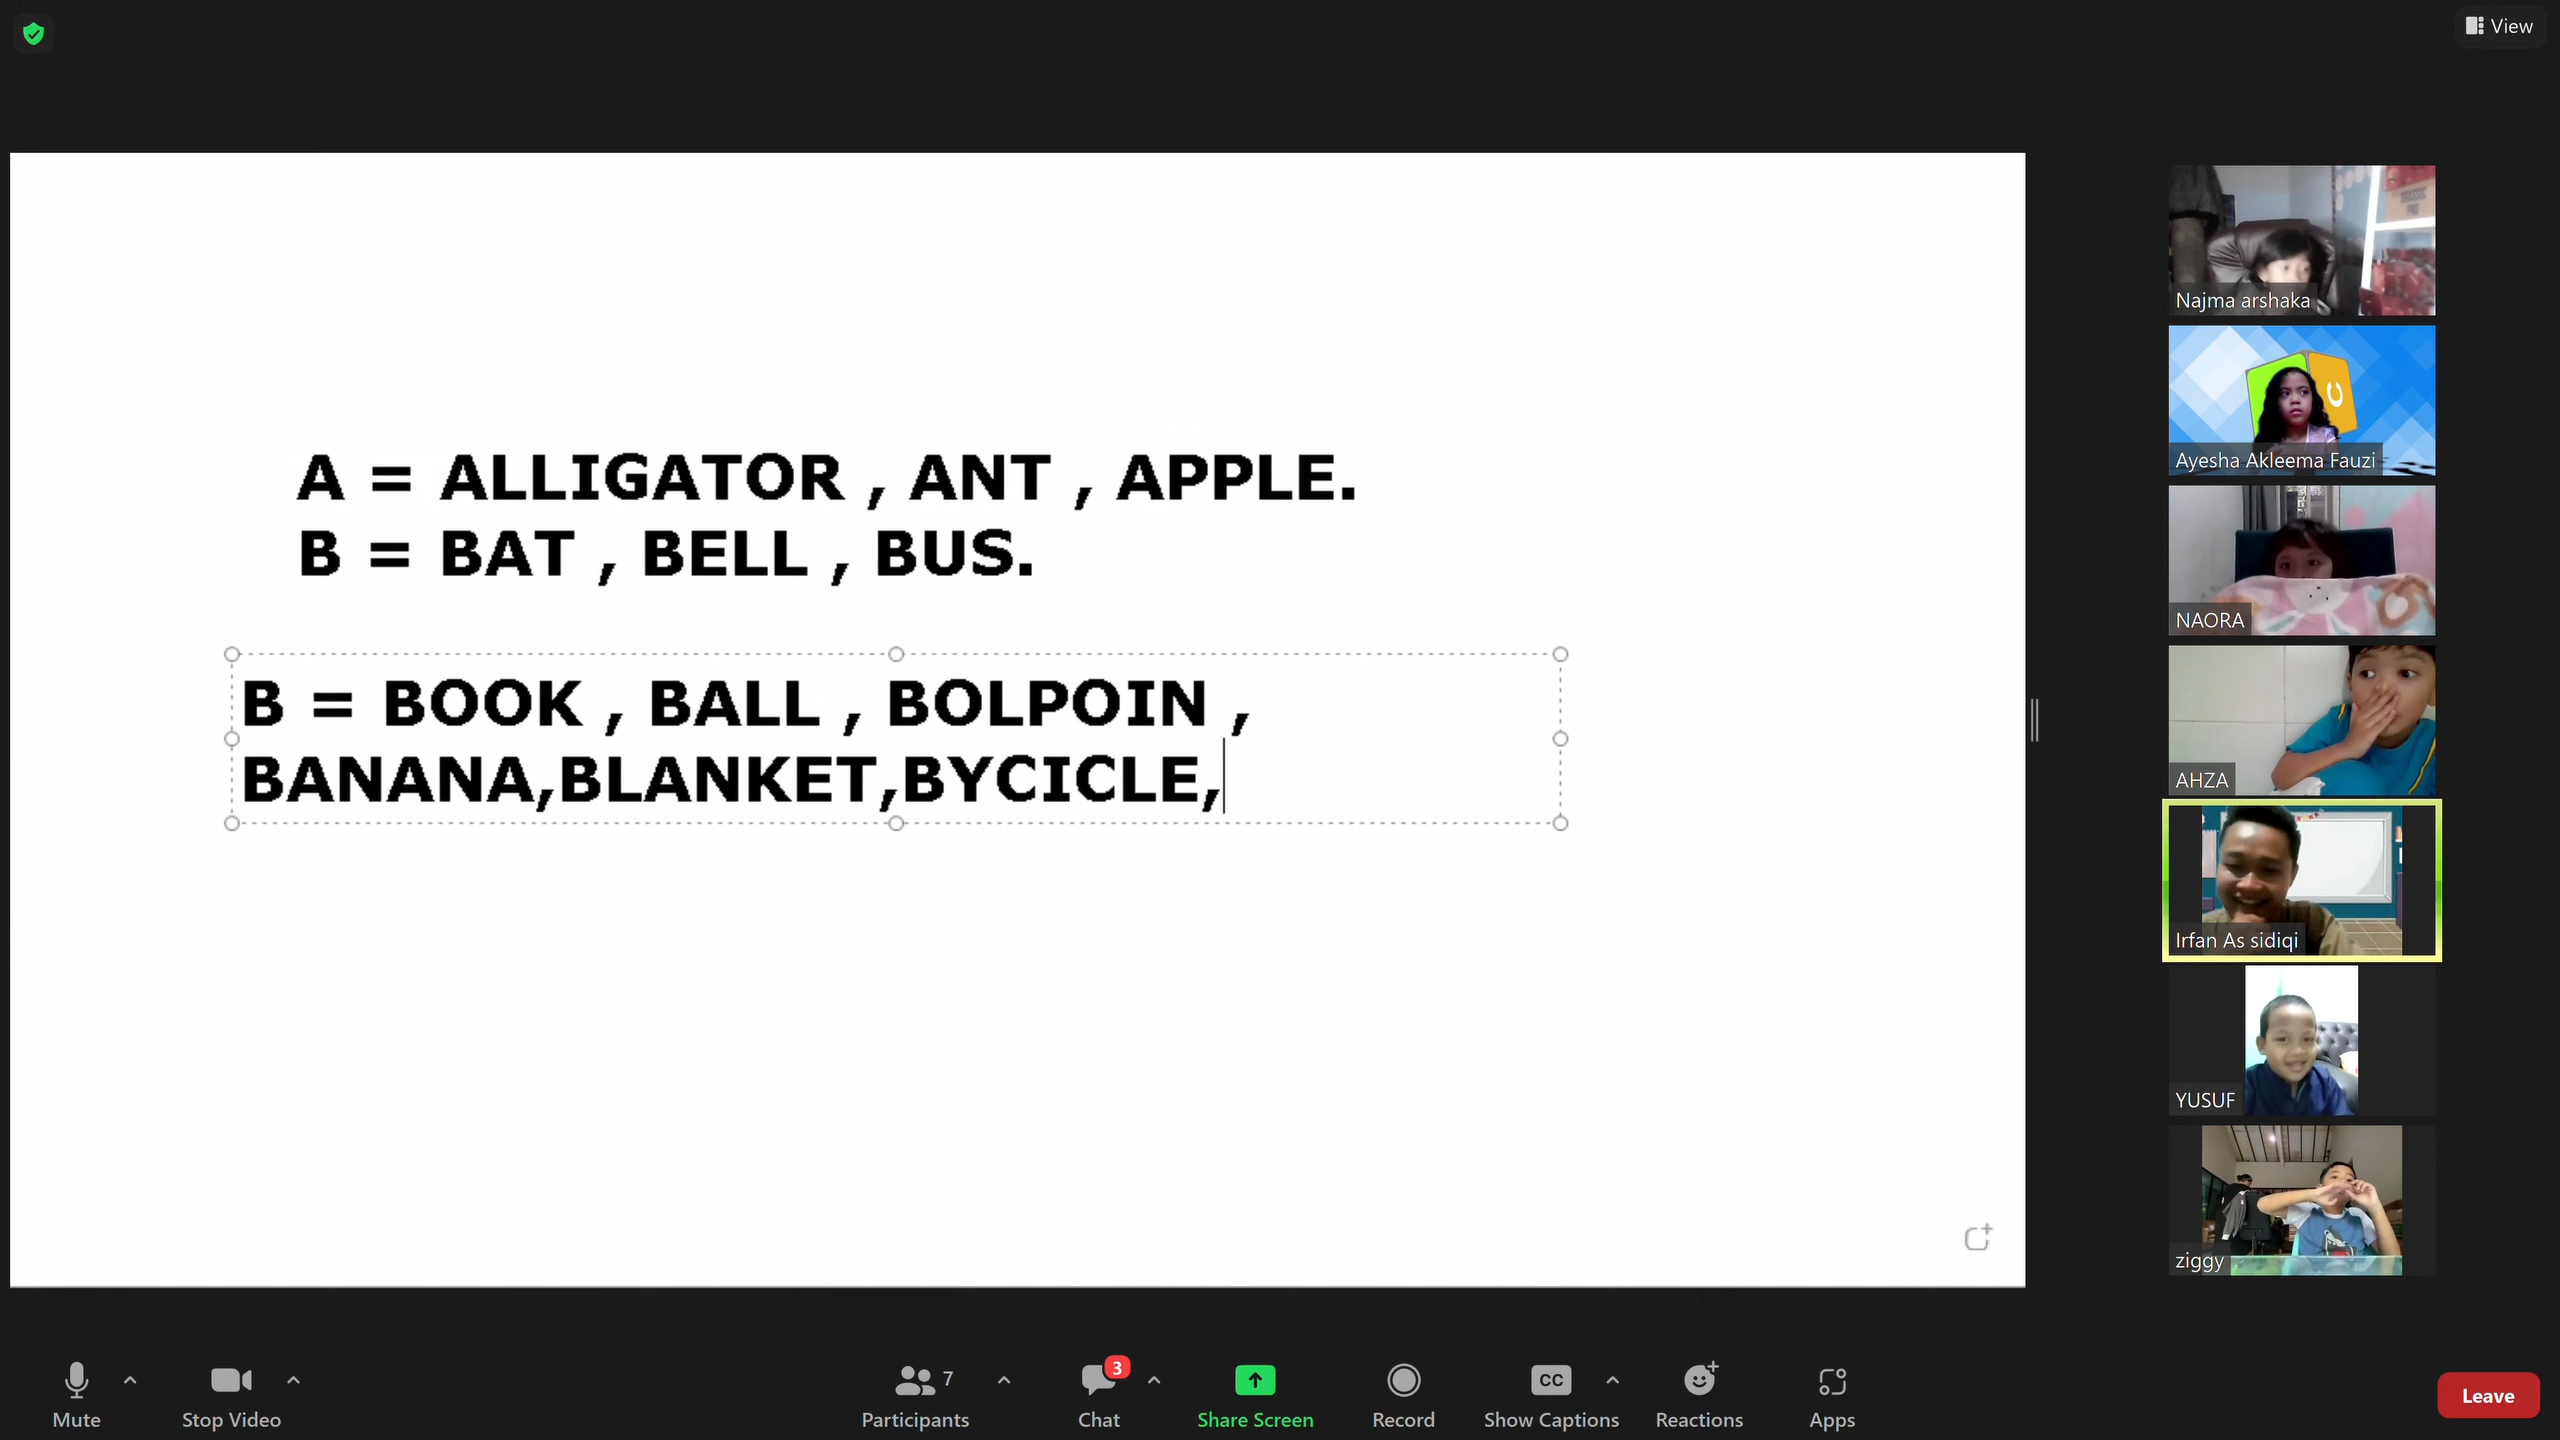 View
A = ALLIGATOR , ANT , APPLE.
B = BAT , BELL , BUS.
B = BOOK , BALL , BOLPOIN ,
BANANA,BLANKET,BYCICLE,
Najma arshaka
C
Ayesha Akleema Fauzi
NAORA
AHZA
Irfan As sidiqi
YUSUF
ziggy
Mute
Stop Video
7
Participants
3
Chat
Share Screen
Record
CC
Show Captions
Reactions
Apps
Leave